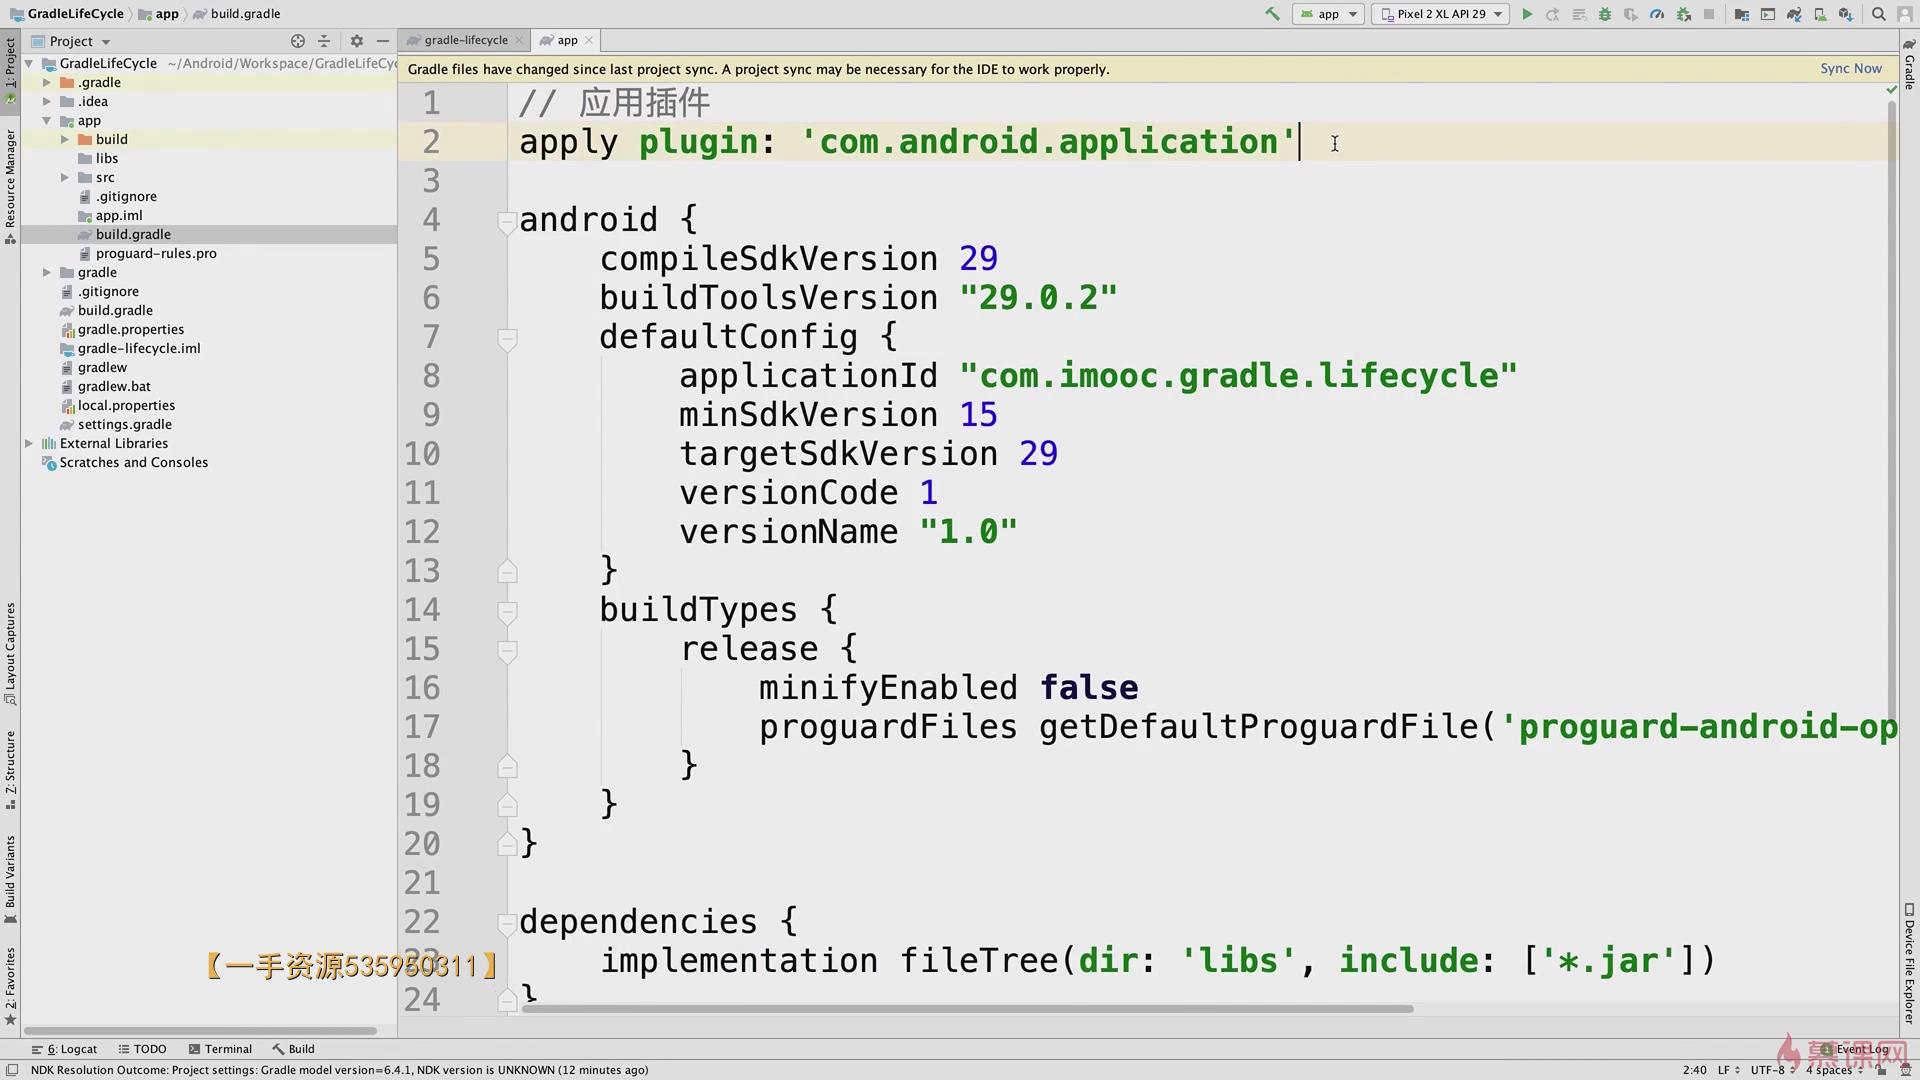 GradleLifeCycle app build.gradle
app Pixel 2 XL API 29
Project
gradle-lifecycle app
GradleLifeCycle ~/Android/Workspace/GradleLifeCy
.gradle
.idea
app
build
libs
src
.gitignore
app.iml
build.gradle
proguard-rules.pro
gradle
.gitignore
build.gradle
gradle.properties
gradle-lifecycle.iml
gradlew
gradlew.bat
local.properties
settings.gradle
External Libraries
Scratches and Consoles
1: Project
Resource Manager
Layout Captures
Z: Structure
Build Variants
2: Favorites
Gradle files have changed since last project sync. A project sync may be necessary for the IDE to work properly. Sync Now
1 // 应用插件
2 apply plugin: 'com.android.application'
3
4 android {
5 compileSdkVersion 29
6 buildToolsVersion "29.0.2"
7 defaultConfig {
8 applicationId "com.imooc.gradle.lifecycle"
9 minSdkVersion 15
10 targetSdkVersion 29
11 versionCode 1
12 versionName "1.0"
13 }
14 buildTypes {
15 release {
16 minifyEnabled false
17 proguardFiles getDefaultProguardFile('proguard-android-op
18 }
19 }
20 }
21
22 dependencies {
23 implementation fileTree(dir: 'libs', include: ['*.jar'])
24 }
【一手资源535950311】
Gradle
Device File Explorer
6: Logcat TODO Terminal Build Event Log
慕课网
NDK Resolution Outcome: Project settings: Gradle model version=6.4.1, NDK version is UNKNOWN (12 minutes ago) 2:40 LF UTF-8 4 spaces